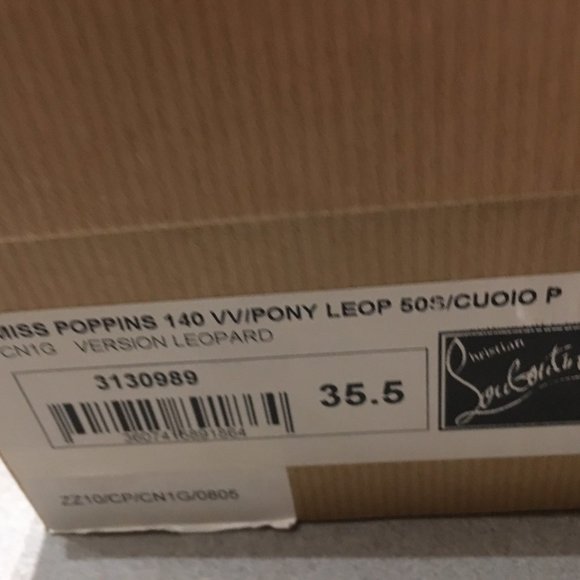 MISS POPPINS 140 VV/PONY LEOP 50S/CUOIO P
CN1G VERSION LEOPARD
3130989
35.5
3607416891864
Christian
Louboutin
ZZ10/CP/CN1G/0805